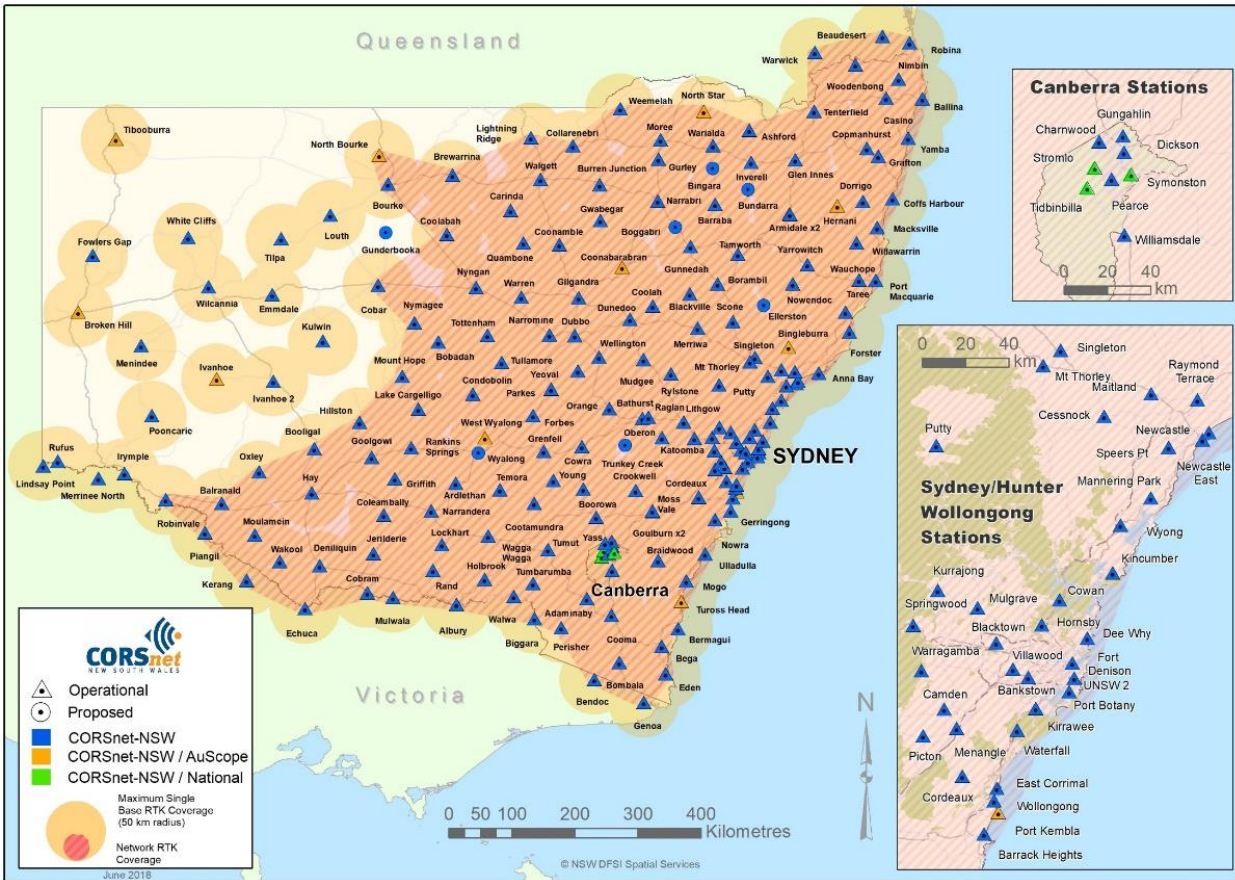 Queensland
Beaudesert
Robina
Warwick
Nimbin
Woodenbong
Ballina
Weemelah
North Star
Tenterfield
Casino
Tibooburra
Lightning
Ridge
Collarenebri
Moree
Warialda
Ashford
Copmanhurst
Yamba
North Bourke
Brewarrina
Walgett
Burren Junction
Gurley
Inverell
Glen Innes
Grafton
Bingara
Bundarra
Dorrigo
Bourke
Carinda
Narrabri
Barraba
Hernani
Coffs Harbour
White Cliffs
Louth
Coolabah
Gwabegar
Boggabri
Armidale x2
Macksville
Fowlers Gap
Tilpa
Gunderbooka
Quambone
Coonamble
Coonabarabran
Tamworth
Yarrowitch
Willawarrin
Gunnedah
Wauchope
Nyngan
Gilgandra
Borambil
Wilcannia
Emmdale
Cobar
Nymagee
Warren
Coolah
Blackville
Scone
Nowendoc
Taree
Port
Macquarie
Broken Hill
Kulwin
Tottenham
Narromine
Dubbo
Dunedoo
Ellerston
Bingleburra
Menindee
Bobadah
Wellington
Merriwa
Singleton
Forster
Mount Hope
Tullamore
Ivanhoe
Ivanhoe 2
Condobolin
Yeoval
Mudgee
Rylstone
Mt Thorley
Putty
Anna Bay
Lake Cargelligo
Parkes
Pooncarie
Hillston
Orange
Bathurst
Raglan
Lithgow
Booligal
Goolgowi
West Wyalong
Forbes
Rufus
Irymple
Oxley
Rankins
Springs
Grenfell
Oberon
Katoomba
SYDNEY
Lindsay Point
Merrinee North
Hay
Wyalong
Cowra
Trunkey Creek
Balranald
Griffith
Temora
Young
Crookwell
Cordeaux
Coleambally
Ardlethan
Boorowa
Moss
Vale
Robinvale
Moulamein
Narrandera
Cootamundra
Gerringong
Piangil
Wakool
Deniliquin
Jerilderie
Lockhart
Wagga
Wagga
Tumut
Yass
Goulburn x2
Braidwood
Nowra
Ulladulla
Kerang
Cobram
Rand
Holbrook
Tumbarumba
Canberra
Mogo
Tuross Head
Echuca
Mulwala
Albury
Walwa
Adaminaby
Biggara
Perisher
Cooma
Bermagui
Bega
Victoria
Bombala
Eden
Bendoc
Genoa
CORSnet
NEW SOUTH WALES
Operational
Proposed
CORSnet-NSW
CORSnet-NSW / AuScope
CORSnet-NSW / National
Maximum Single
Base RTK Coverage
(50 km radius)
Network RTK
Coverage
June 2018
0 50 100 200 300 400
Kilometres
© NSW DFSI Spatial Services
N
Canberra Stations
Gungahlin
Charnwood
Dickson
Stromlo
Symonston
Tidbinbilla
Pearce
Williamsdale
0 20 40
km
0 20 40
km
Singleton
Mt Thorley
Raymond
Terrace
Maitland
Cessnock
Putty
Newcastle
Speers Pt
Newcastle
East
Mannering Park
Sydney/Hunter
Wollongong
Stations
Wyong
Kincumber
Kurrajong
Cowan
Springwood
Mulgrave
Hornsby
Blacktown
Dee Why
Warragamba
Villawood
Fort
Denison
Bankstown
UNSW 2
Camden
Port Botany
Kirrawee
Picton
Menangle
Waterfall
East Corrimal
Cordeaux
Wollongong
Port Kembla
Barrack Heights